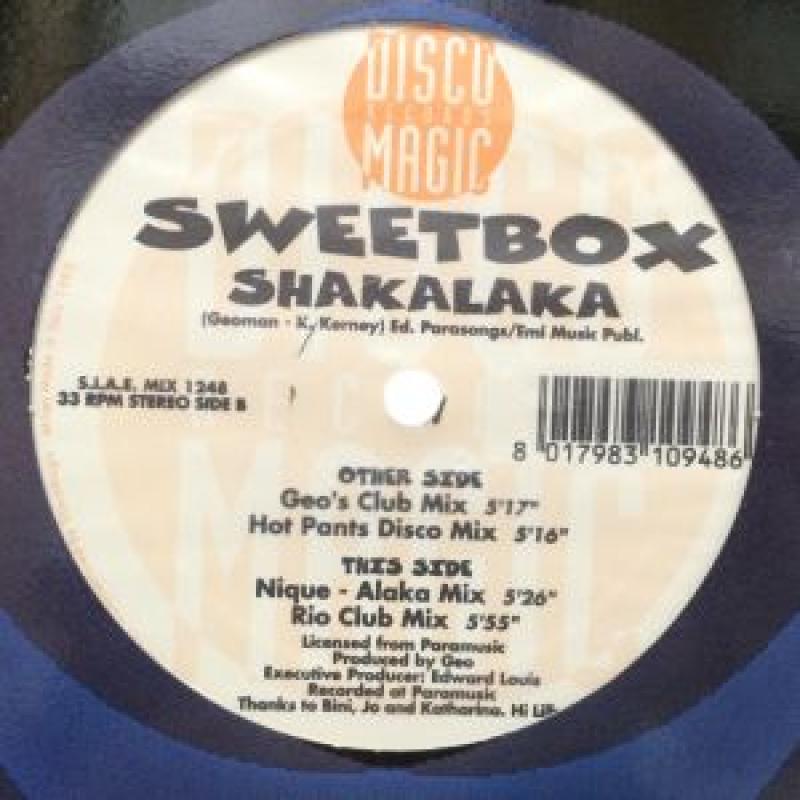 DISCO
RECORDS
MAGIC
SWEETBOX
SHAKALAKA
(Geoman - K, Kerney) Ed. Parasongs/Emi Music Publ.
S.I.A.E. MIX 1248
33 RPM STEREO SIDE B
8 017983 109486
OTHER SIDE
Geo's Club Mix 5'17"
Hot Pants Disco Mix 5'16"
THIS SIDE
Nique - Alaka Mix 5'26"
Rio Club Mix 5'55"
Licensed from Paramusic
Produced by Geo
Executive Producer: Edward Louis
Recorded at Paramusic
Thanks to Bini, Jo and Katharina. Hi